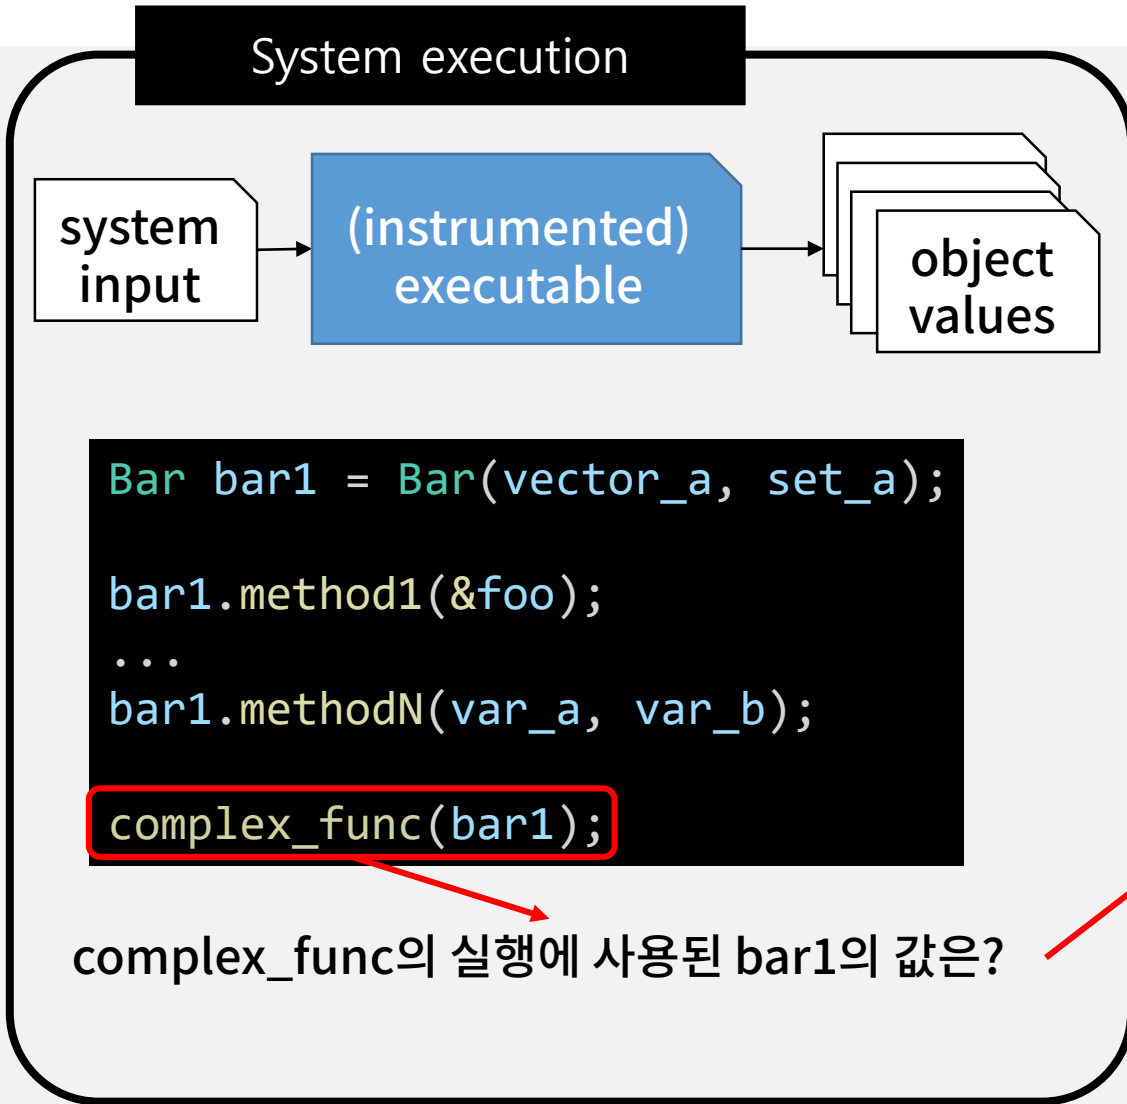 System execution
system
input
(instrumented)
executable
object
values
Bar bar1 = Bar(vector_a, set_a);
bar1.method1(&foo);
...
bar1.methodN(var_a, var_b);
complex_func(bar1);
complex_func의 실행에 사용된 bar1의 값은?